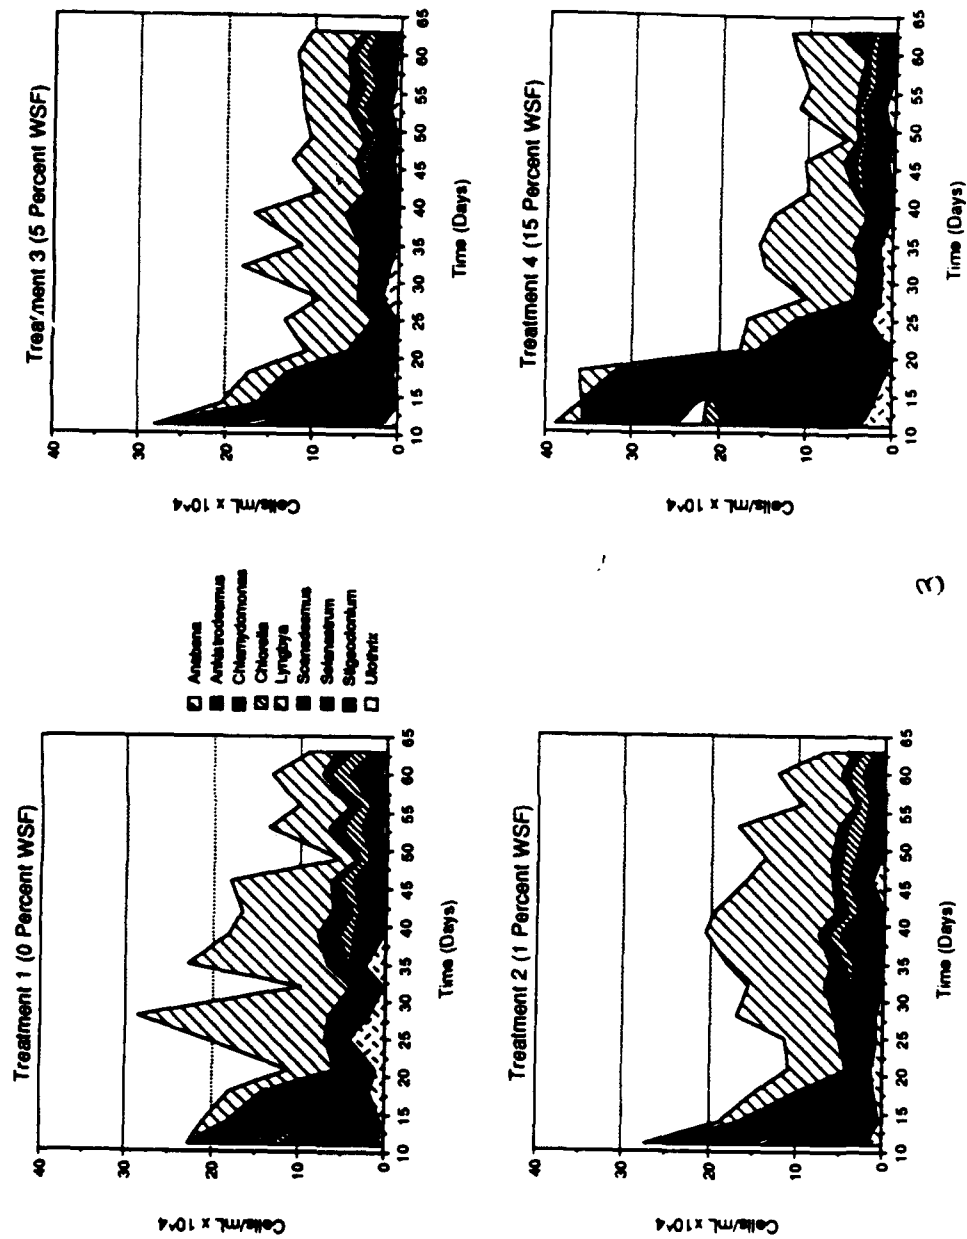 Treatment 1 (0 Percent WSF)
Cells/mL x 10^4
40
30
20
10
0
10 15 20 25 30 35 40 45 50 55 60 65
Time (Days)
Anabena
Ankistrodesmus
Chlamydomonas
Chlorella
Lyngbya
Scenedesmus
Selenastrum
Stigeoclonium
Ulothrix
Treatment 3 (5 Percent WSF)
Cells/mL x 10^4
40
30
20
10
0
10 15 20 25 30 35 40 45 50 55 60 65
Time (Days)
Treatment 2 (1 Percent WSF)
Cells/mL x 10^4
40
30
20
10
0
10 15 20 25 30 35 40 45 50 55 60 65
Time (Days)
Treatment 4 (15 Percent WSF)
Cells/mL x 10^4
40
30
20
10
0
10 15 20 25 30 35 40 45 50 55 60 65
Time (Days)
3